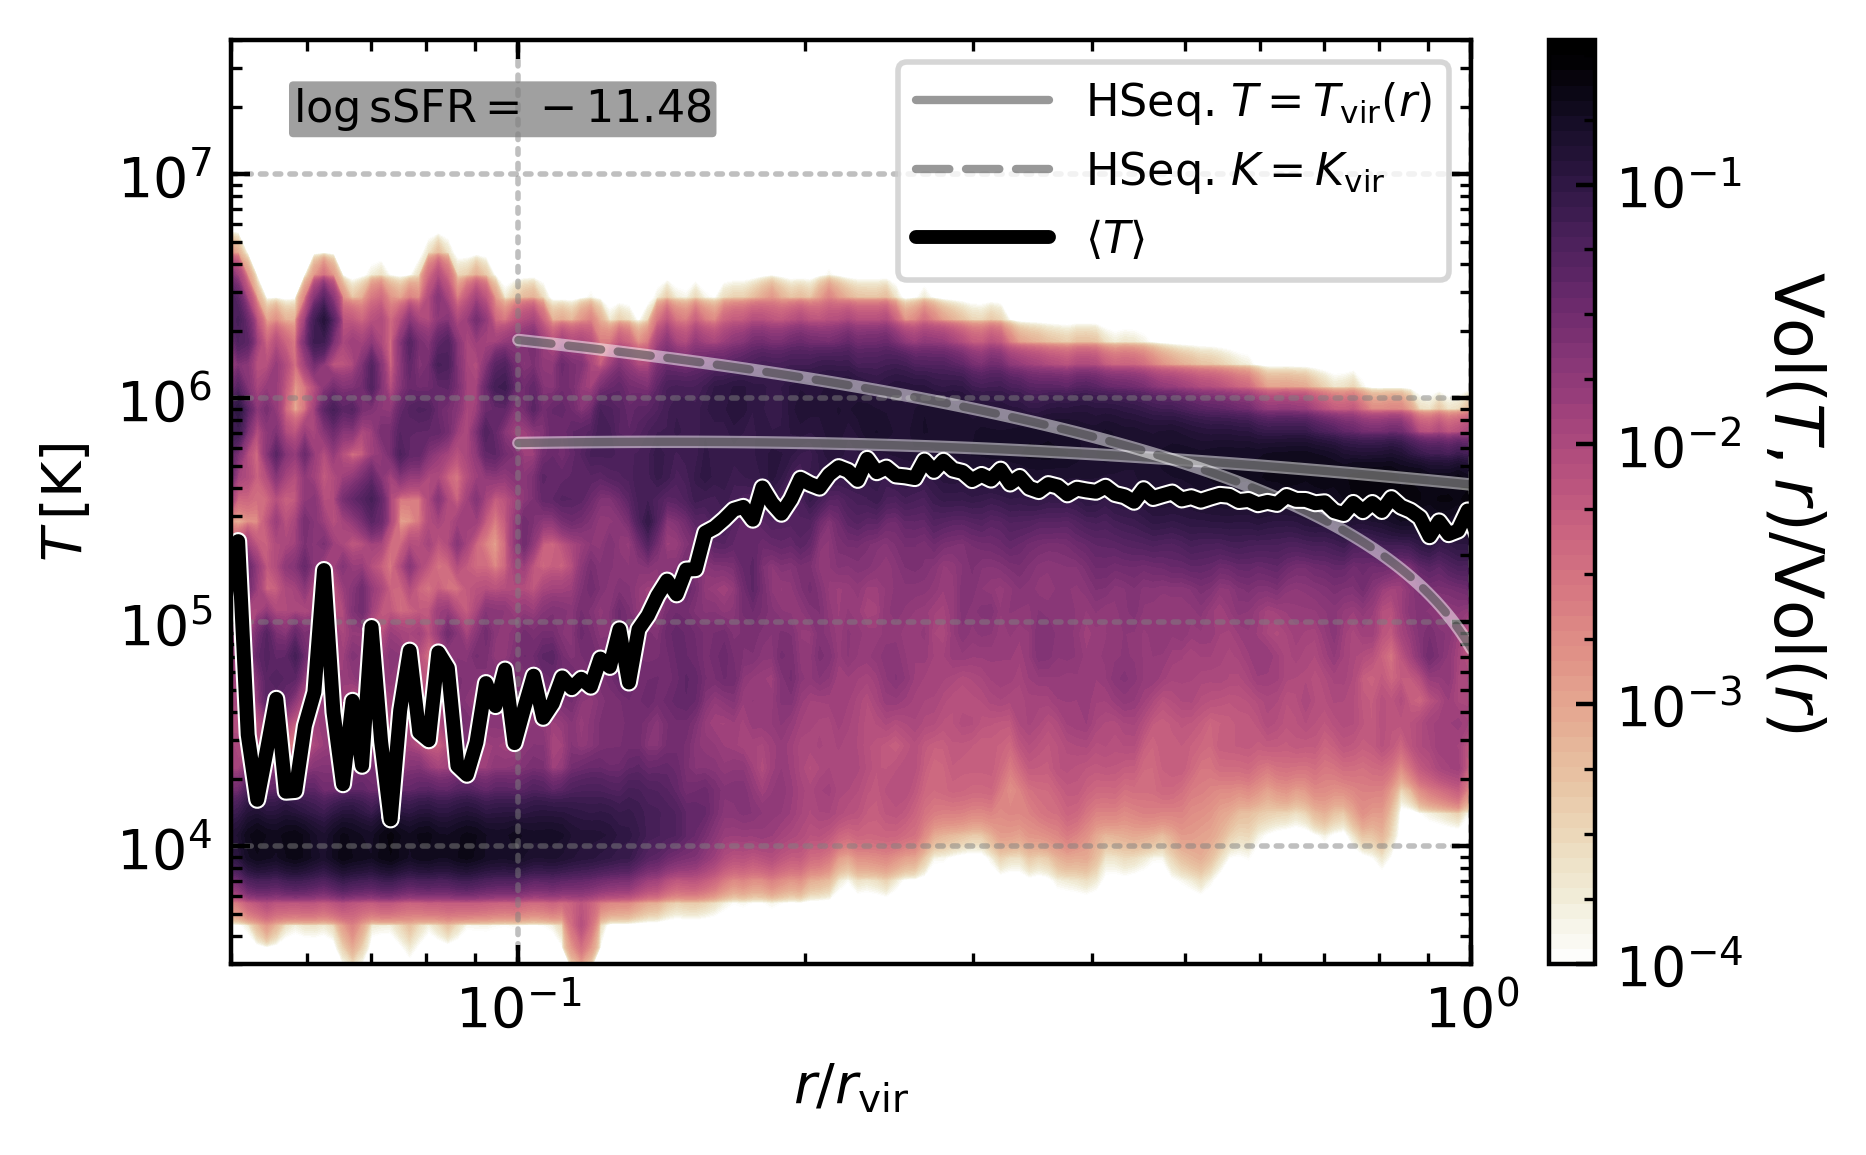 log sSFR = −11.48
HSeq. T = T_vir(r)
HSeq. K = K_vir
⟨T⟩
10^7
10^6
10^5
10^4
T [K]
10^−1
10^0
r/r_vir
10^−1
10^−2
10^−3
10^−4
Vol(T, r)/Vol(r)